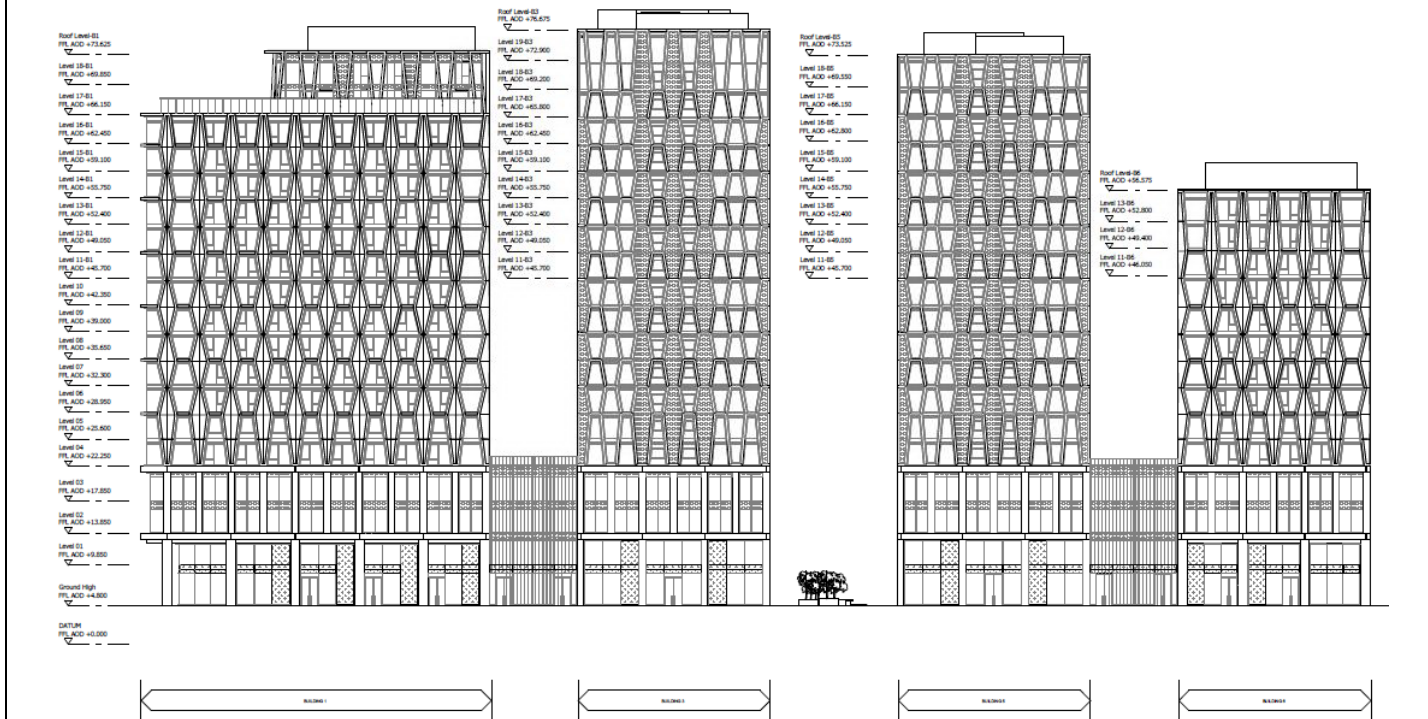 Roof Level-B1
FFL AOD +73.625
Level 18-B1
FFL AOD +69.850
Level 17-B1
FFL AOD +66.150
Level 16-B1
FFL AOD +62.450
Level 15-B1
FFL AOD +59.100
Level 14-B1
FFL AOD +55.750
Level 13-B1
FFL AOD +52.400
Level 12-B1
FFL AOD +49.050
Level 11-B1
FFL AOD +45.700
Level 10
FFL AOD +42.350
Level 09
FFL AOD +39.000
Level 08
FFL AOD +35.650
Level 07
FFL AOD +32.300
Level 06
FFL AOD +28.950
Level 05
FFL AOD +25.600
Level 04
FFL AOD +22.250
Level 03
FFL AOD +17.850
Level 02
FFL AOD +13.850
Level 01
FFL AOD +9.850
Ground High
FFL AOD +4.800
DATUM
FFL AOD +0.000
Roof Level-B3
FFL AOD +76.675
Level 19-B3
FFL AOD +72.900
Level 18-B3
FFL AOD +69.200
Level 17-B3
FFL AOD +65.800
Level 16-B3
FFL AOD +62.450
Level 15-B3
FFL AOD +59.100
Level 14-B3
FFL AOD +55.750
Level 13-B3
FFL AOD +52.400
Level 12-B3
FFL AOD +49.050
Level 11-B3
FFL AOD +45.700
Roof Level-B5
FFL AOD +73.525
Level 18-B5
FFL AOD +69.550
Level 17-B5
FFL AOD +66.150
Level 16-B5
FFL AOD +62.800
Level 15-B5
FFL AOD +59.100
Level 14-B5
FFL AOD +55.750
Level 13-B5
FFL AOD +52.400
Level 12-B5
FFL AOD +49.050
Level 11-B5
FFL AOD +45.700
Roof Level-B6
FFL AOD +56.575
Level 13-B6
FFL AOD +52.800
Level 12-B6
FFL AOD +49.400
Level 11-B6
FFL AOD +46.050
BUILDING 1
BUILDING 3
BUILDING 5
BUILDING 6